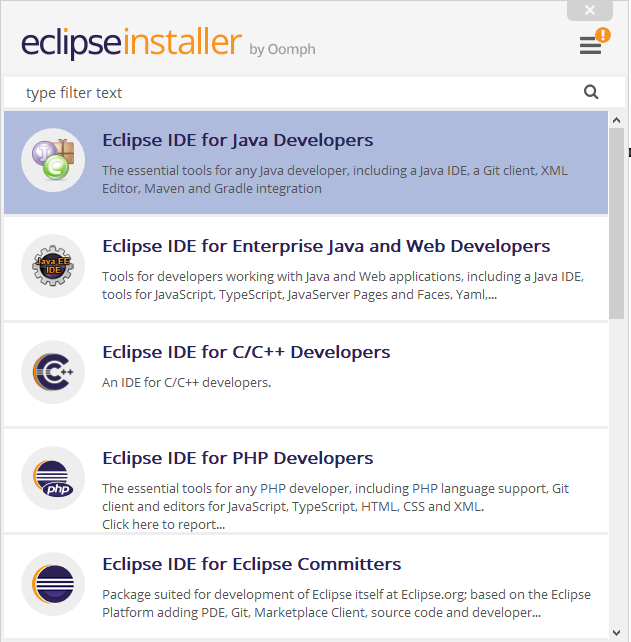 eclipseinstaller by Oomph
!
type filter text
Eclipse IDE for Java Developers
The essential tools for any Java developer, including a Java IDE, a Git client, XML
Editor, Maven and Gradle integration
Java EE
IDE
Eclipse IDE for Enterprise Java and Web Developers
Tools for developers working with Java and Web applications, including a Java IDE,
tools for JavaScript, TypeScript, JavaServer Pages and Faces, Yaml,...
C++
Eclipse IDE for C/C++ Developers
An IDE for C/C++ developers.
php
Eclipse IDE for PHP Developers
The essential tools for any PHP developer, including PHP language support, Git
client and editors for JavaScript, TypeScript, HTML, CSS and XML.
Click here to report...
Eclipse IDE for Eclipse Committers
Package suited for development of Eclipse itself at Eclipse.org; based on the Eclipse
Platform adding PDE, Git, Marketplace Client, source code and developer...